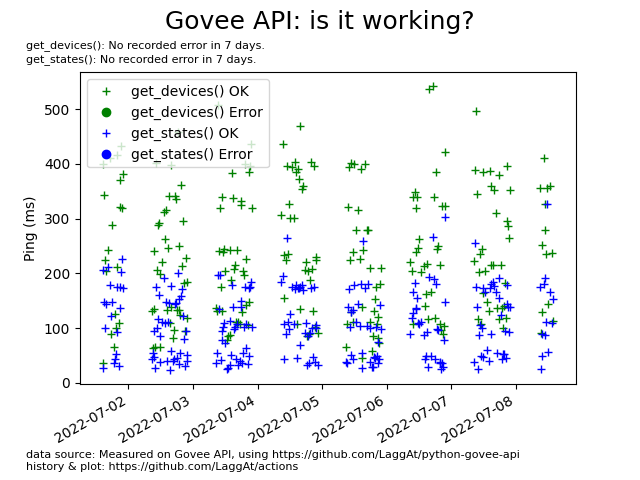 Govee API: is it working?
get_devices(): No recorded error in 7 days.
get_states(): No recorded error in 7 days.
get_devices() OK
get_devices() Error
get_states() OK
get_states() Error
Ping (ms)
500
400
300
200
100
0
2022-07-02
2022-07-03
2022-07-04
2022-07-05
2022-07-06
2022-07-07
2022-07-08
data source: Measured on Govee API, using https://github.com/LaggAt/python-govee-api
history & plot: https://github.com/LaggAt/actions